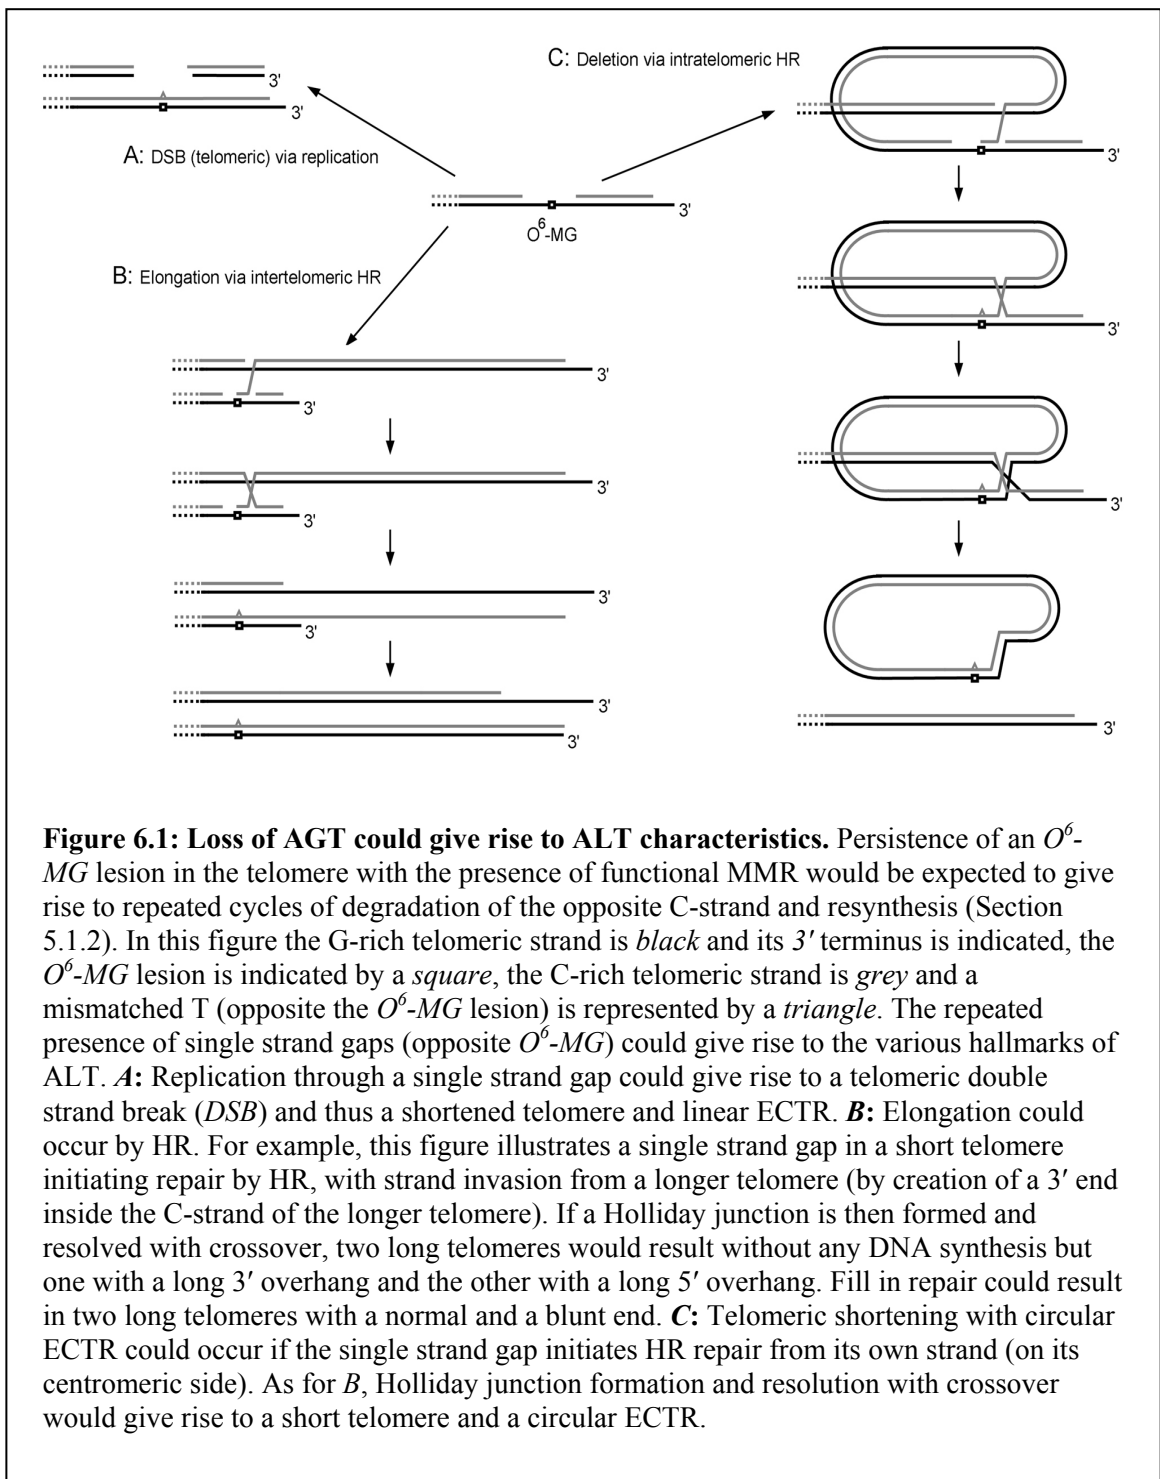 C: Deletion via intratelomeric HR
3'
3'
A: DSB (telomeric) via replication
3'
O6-MG
B: Elongation via intertelomeric HR
3'
3'
3'
3'
3'
3'
3'
3'
3'
3'
3'
3'
3'
3'
Figure 6.1: Loss of AGT could give rise to ALT characteristics. Persistence of an O6-
MG lesion in the telomere with the presence of functional MMR would be expected to give
rise to repeated cycles of degradation of the opposite C-strand and resynthesis (Section
5.1.2). In this figure the G-rich telomeric strand is black and its 3′ terminus is indicated, the
O6-MG lesion is indicated by a square, the C-rich telomeric strand is grey and a
mismatched T (opposite the O6-MG lesion) is represented by a triangle. The repeated
presence of single strand gaps (opposite O6-MG) could give rise to the various hallmarks of
ALT. A: Replication through a single strand gap could give rise to a telomeric double
strand break (DSB) and thus a shortened telomere and linear ECTR. B: Elongation could
occur by HR. For example, this figure illustrates a single strand gap in a short telomere
initiating repair by HR, with strand invasion from a longer telomere (by creation of a 3′ end
inside the C-strand of the longer telomere). If a Holliday junction is then formed and
resolved with crossover, two long telomeres would result without any DNA synthesis but
one with a long 3′ overhang and the other with a long 5′ overhang. Fill in repair could result
in two long telomeres with a normal and a blunt end. C: Telomeric shortening with circular
ECTR could occur if the single strand gap initiates HR repair from its own strand (on its
centromeric side). As for B, Holliday junction formation and resolution with crossover
would give rise to a short telomere and a circular ECTR.